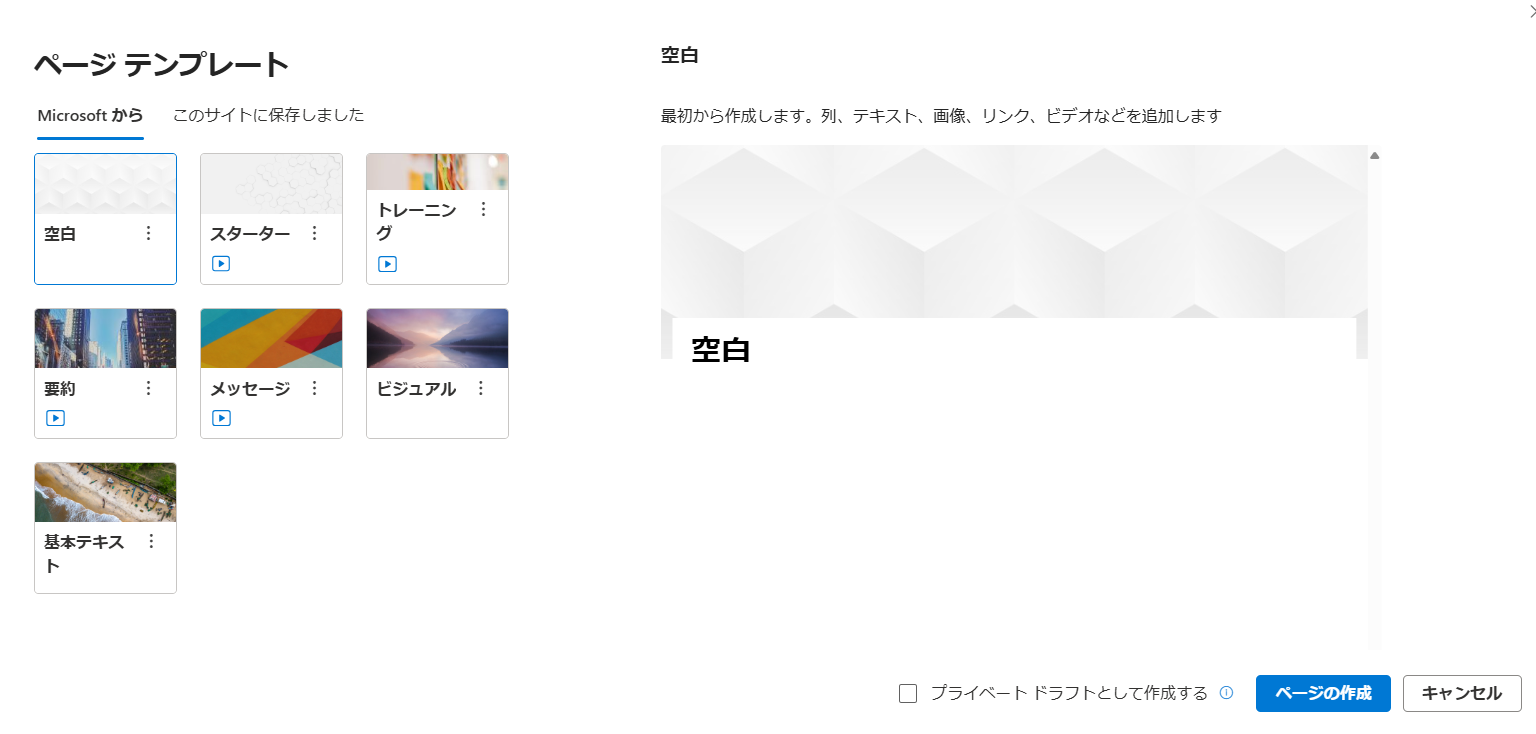 ページ テンプレート
Microsoft から
このサイトに保存しました
空白
スターター
トレーニン
グ
要約
メッセージ
ビジュアル
基本テキス
ト
空白
最初から作成します。列、テキスト、画像、リンク、ビデオなどを追加します
空白
プライベート ドラフトとして作成する
ページの作成
キャンセル